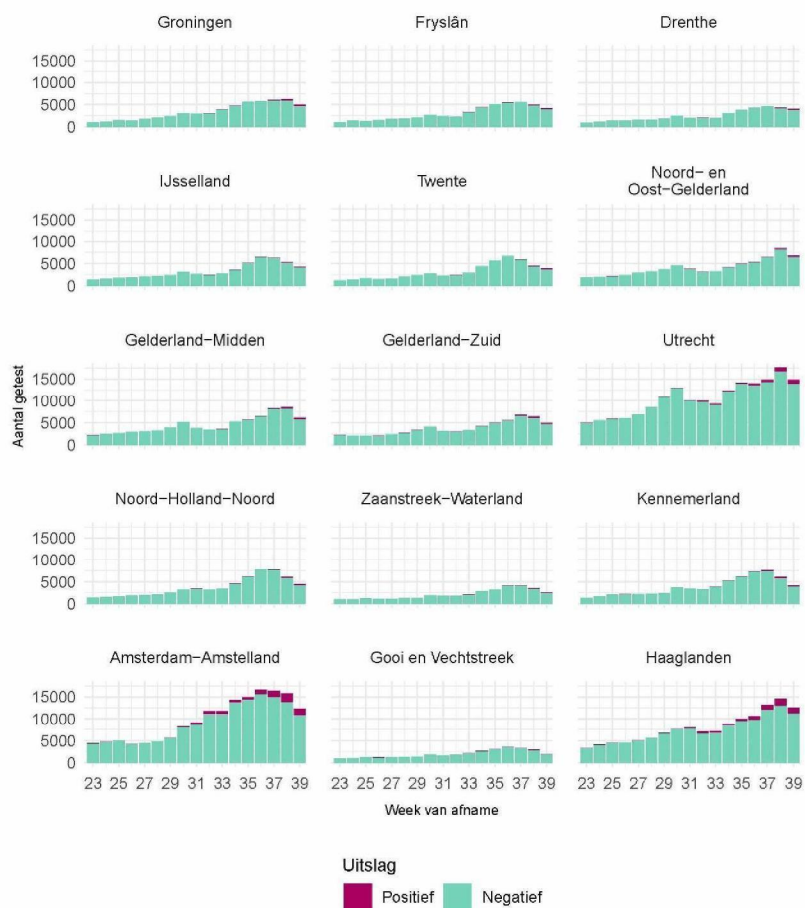 Groningen Fryslân Drenthe
15000
10000
5000
0
IJsselland Twente Noord− en
Oost−Gelderland
15000
10000
5000
0
Gelderland−Midden Gelderland−Zuid Utrecht
15000
10000
5000
0
Aantal getest
Noord−Holland−Noord Zaanstreek−Waterland Kennemerland
15000
10000
5000
0
Amsterdam−Amstelland Gooi en Vechtstreek Haaglanden
15000
10000
5000
0
23 25 27 29 31 33 35 37 39 23 25 27 29 31 33 35 37 39 23 25 27 29 31 33 35 37 39
Week van afname
Uitslag
Positief Negatief